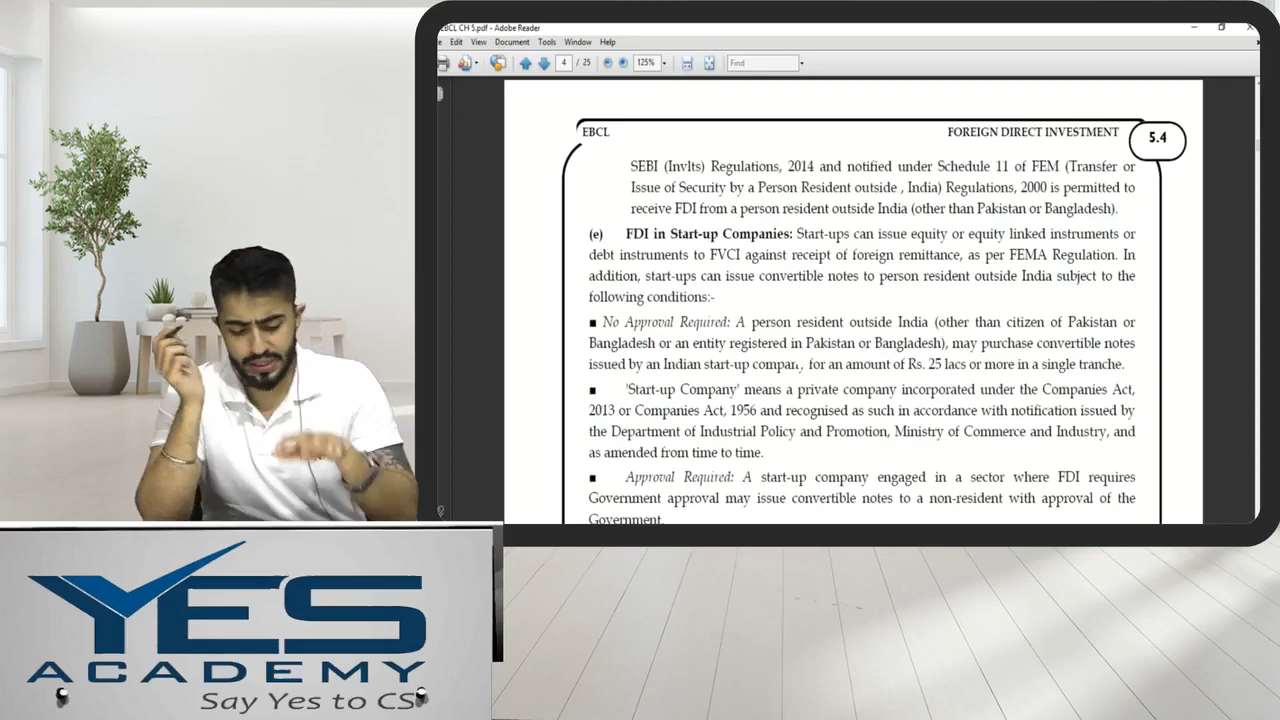 EBCL CH 5.pdf - Adobe Reader
Edit View Document Tools Window Help
4 / 25 125% Find
EBCL FOREIGN DIRECT INVESTMENT 5.4
SEBI (InvIts) Regulations, 2014 and notified under Schedule 11 of FEM (Transfer or
Issue of Security by a Person Resident outside , India) Regulations, 2000 is permitted to
receive FDI from a person resident outside India (other than Pakistan or Bangladesh).
(e) FDI in Start-up Companies: Start-ups can issue equity or equity linked instruments or
debt instruments to FVCI against receipt of foreign remittance, as per FEMA Regulation. In
addition, start-ups can issue convertible notes to person resident outside India subject to the
following conditions:-
■ No Approval Required: A person resident outside India (other than citizen of Pakistan or
Bangladesh or an entity registered in Pakistan or Bangladesh), may purchase convertible notes
issued by an Indian start-up company, for an amount of Rs. 25 lacs or more in a single tranche.
■ 'Start-up Company' means a private company incorporated under the Companies Act,
2013 or Companies Act, 1956 and recognised as such in accordance with notification issued by
the Department of Industrial Policy and Promotion, Ministry of Commerce and Industry, and
as amended from time to time.
■ Approval Required: A start-up company engaged in a sector where FDI requires
Government approval may issue convertible notes to a non-resident with approval of the
Government.
YES
ACADEMY
Say Yes to CS